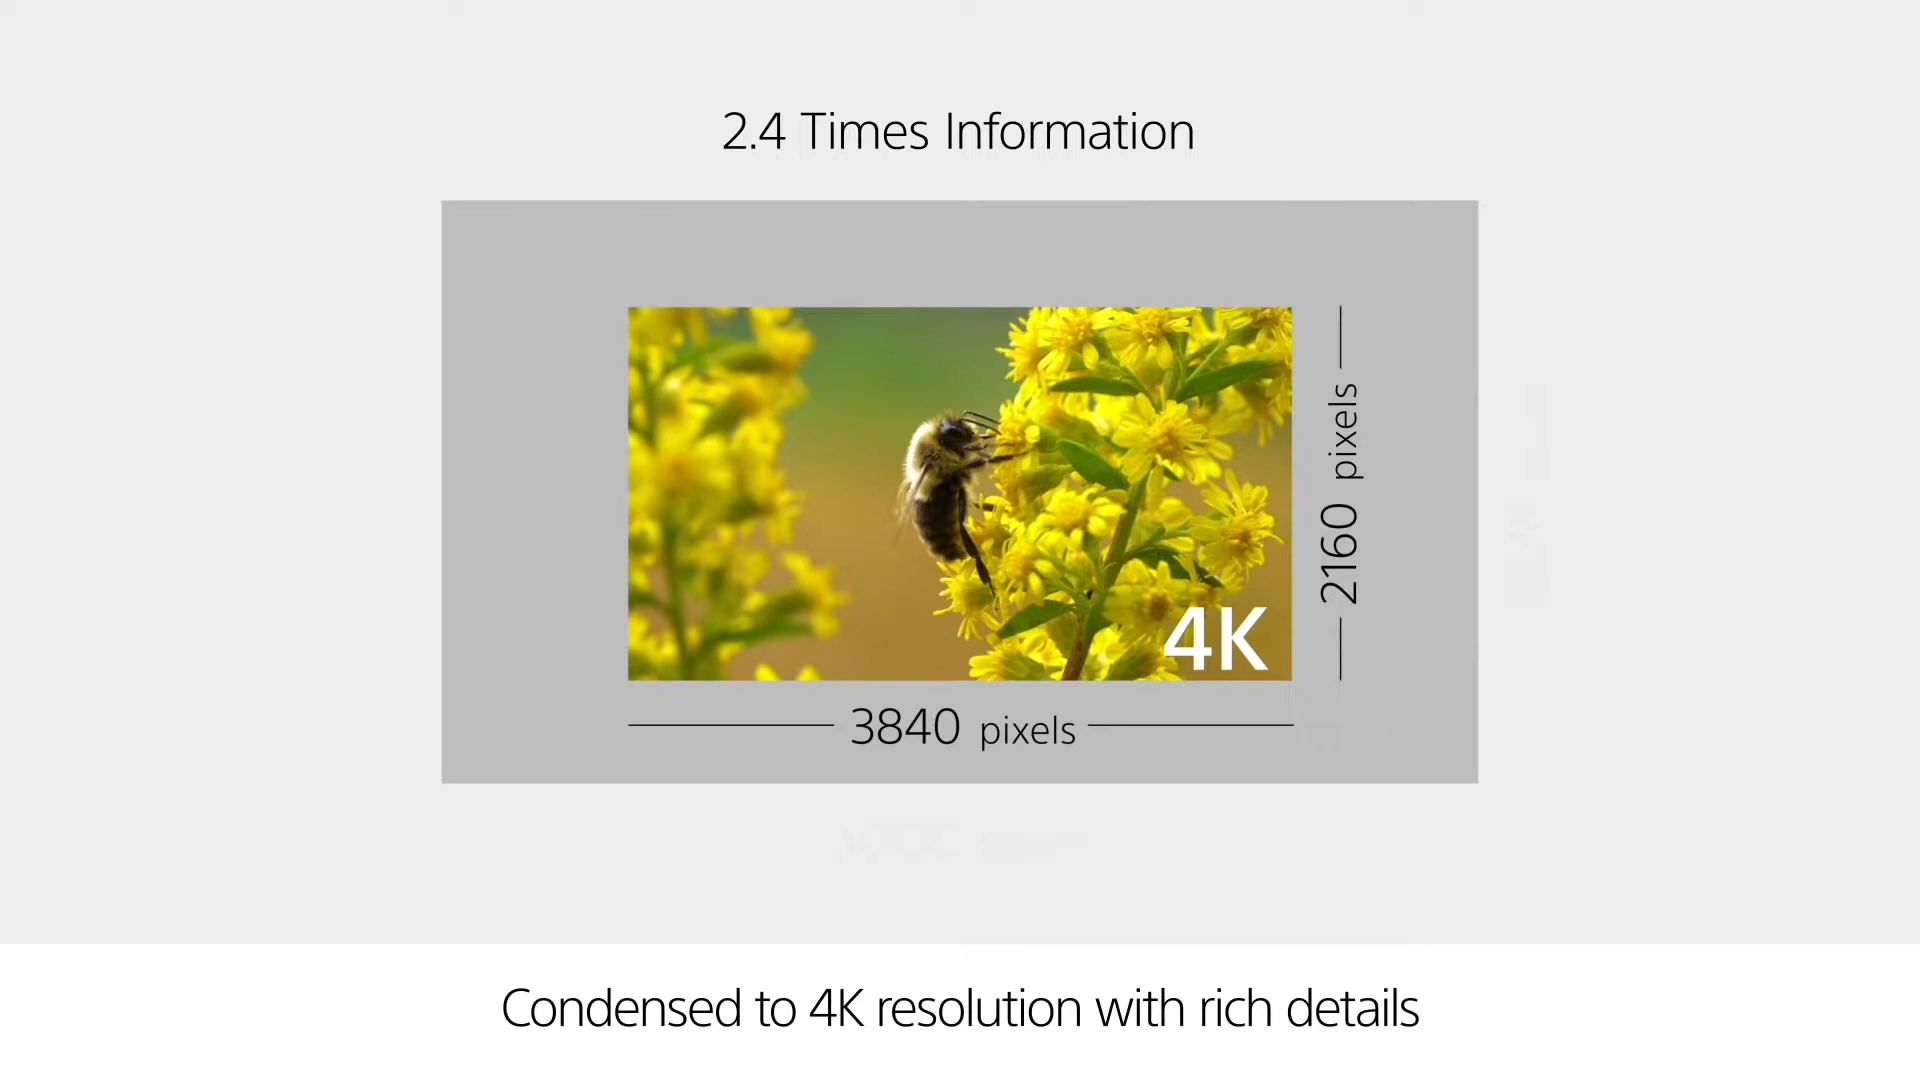 2.4 Times Information
2160 pixels
4K
3840 pixels
Condensed to 4K resolution with rich details